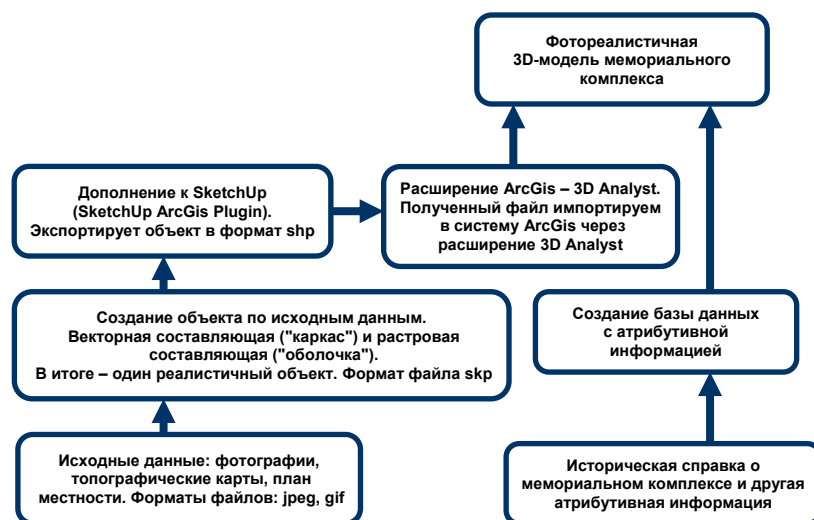 Фотореалистичная
3D-модель мемориального
комплекса
Дополнение к SketchUp
(SketchUp ArcGis Plugin).
Экспортирует объект в формат shp
Расширение ArcGis – 3D Analyst.
Полученный файл импортируем
в систему ArcGis через
расширение 3D Analyst
Создание объекта по исходным данным.
Векторная составляющая ("каркас") и растровая
составляющая ("оболочка").
В итоге – один реалистичный объект. Формат файла skp
Создание базы данных
с атрибутивной
информацией
Исходные данные: фотографии,
топографические карты, план
местности. Форматы файлов: jpeg, gif
Историческая справка о
мемориальном комплексе и другая
атрибутивная информация